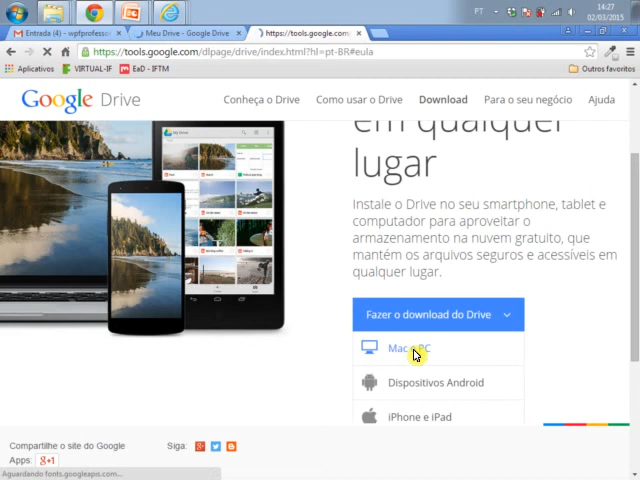 PT
14:27
02/03/2015
Entrada (4) - wpfprofessor
Meu Drive - Google Drive
https://tools.google.com/
https://tools.google.com/dlpage/drive/index.html?hl=pt-BR#eula
Aplicativos
VIRTUAL-IF
EaD - IFTM
Outros favoritos
Google Drive
Conheça o Drive
Como usar o Drive
Download
Para o seu negócio
Ajuda
em qualquer
lugar
Instale o Drive no seu smartphone, tablet e
computador para aproveitar o
armazenamento na nuvem gratuito, que
mantém os arquivos seguros e acessíveis em
qualquer lugar.
Fazer o download do Drive
Mac e PC
Dispositivos Android
iPhone e iPad
Compartilhe o site do Google
Apps:
+1
Siga:
Aguardando fonts.googleapis.com...